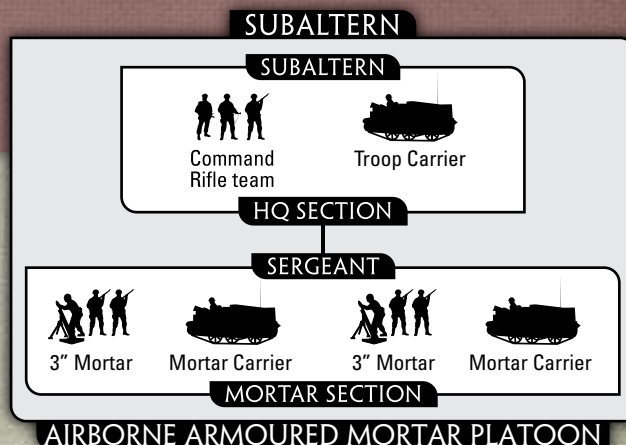 SUBALTERN
SUBALTERN
Command
Rifle team
Troop Carrier
HQ SECTION
SERGEANT
3” Mortar
Mortar Carrier
3” Mortar
Mortar Carrier
MORTAR SECTION
AIRBORNE ARMOURED MORTAR PLATOON